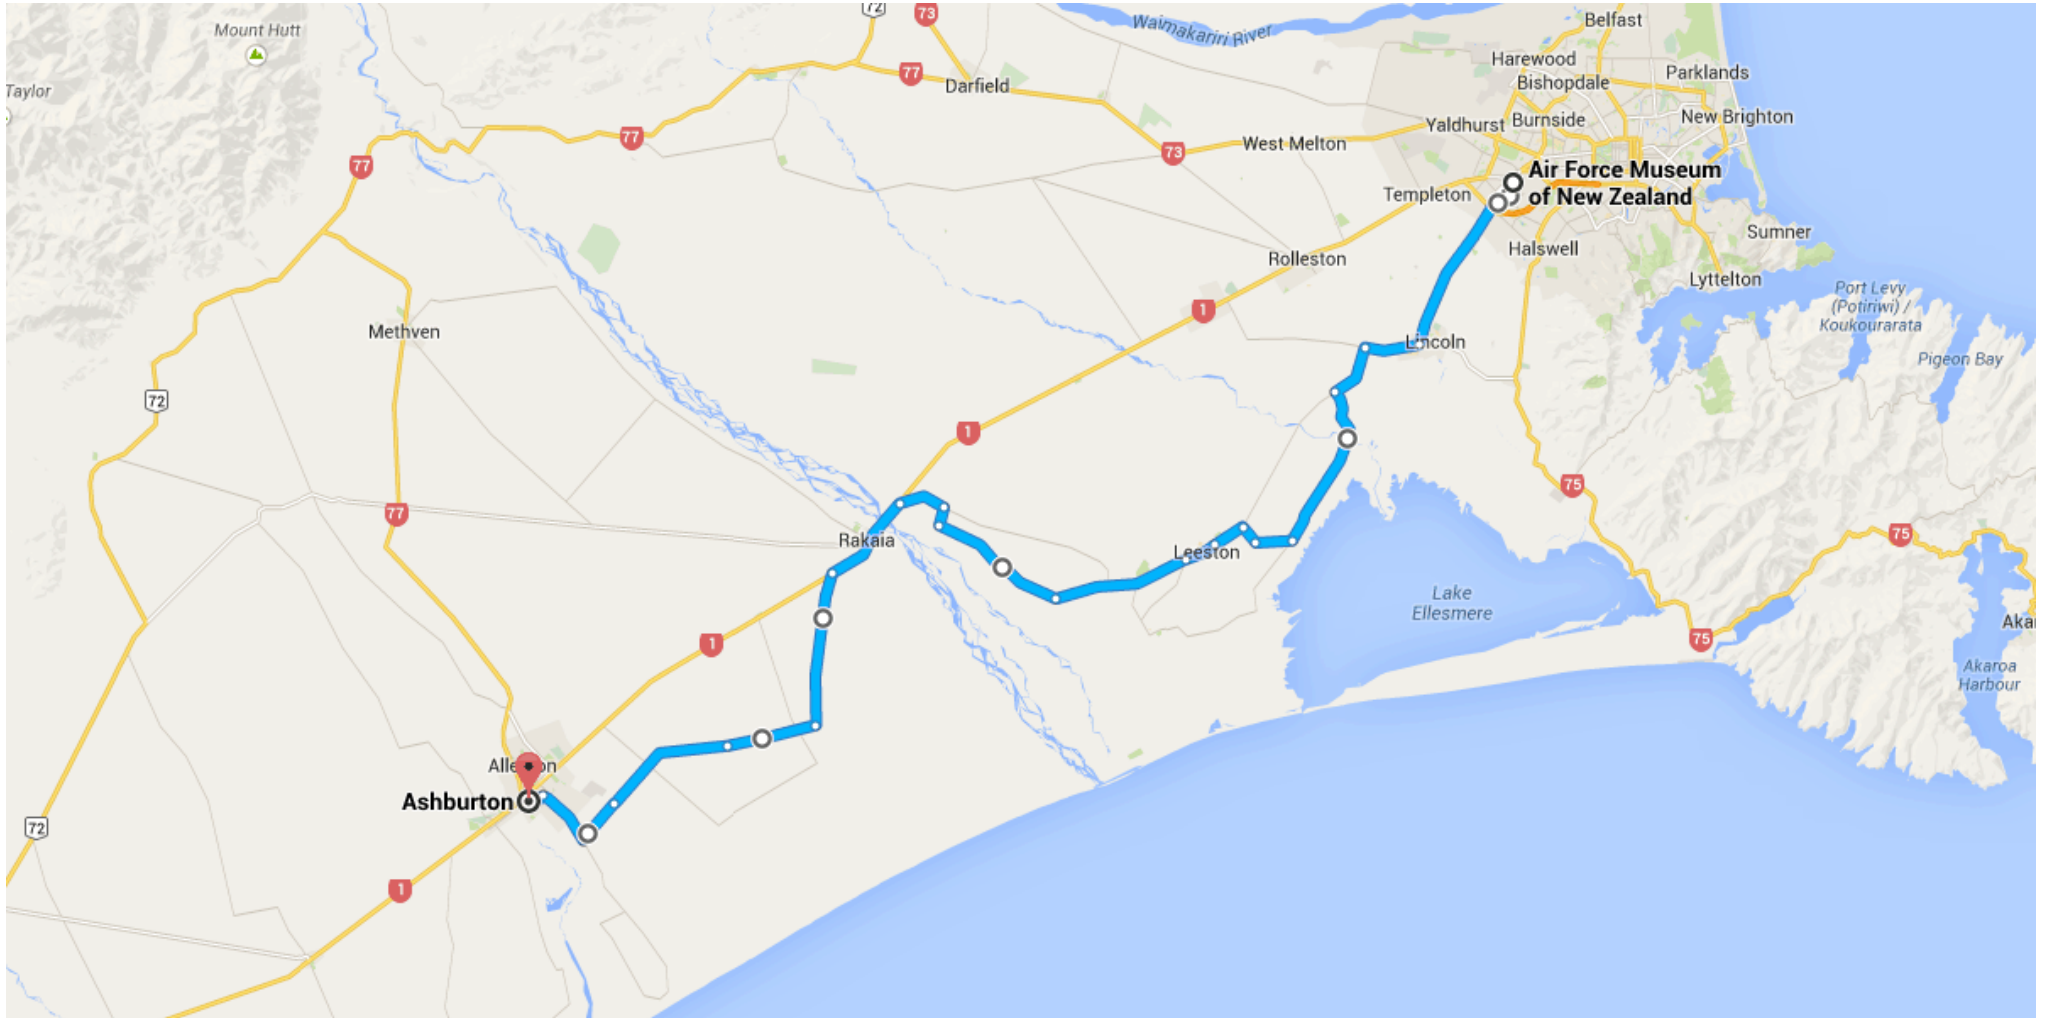 72
73
Belfast
Waimakariri River
Mount Hutt
Harewood
77
Darfield
Bishopdale
Parklands
Taylor
Yaldhurst
Burnside
New Brighton
77
West Melton
73
77
Air Force Museum
of New Zealand
Templeton
Sumner
Halswell
Rolleston
Lyttelton
Port Levy
(Potiriwi) /
Koukourarata
1
Methven
Lincoln
Pigeon Bay
72
1
75
77
75
Rakaia
Leeston
Lake
Ellesmere
Aka
75
1
Akaroa
Harbour
Ashburton
72
1